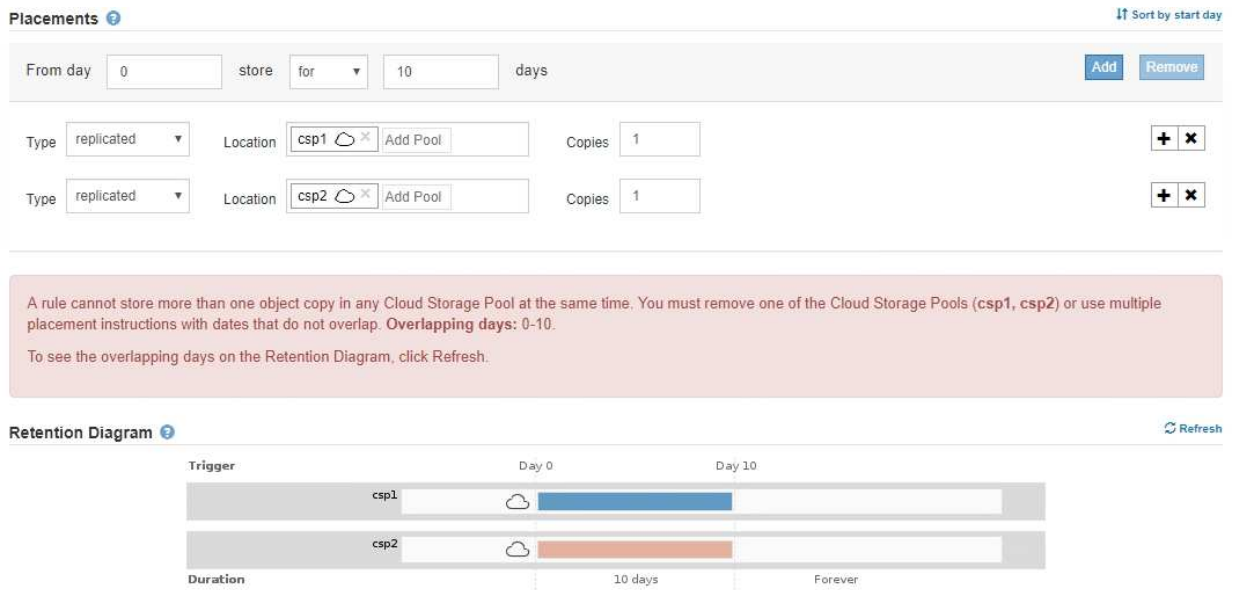 Placements ?
Sort by start day
From day 0 store for 10 days Add Remove
Type replicated Location csp1 × Add Pool Copies 1
Type replicated Location csp2 × Add Pool Copies 1
A rule cannot store more than one object copy in any Cloud Storage Pool at the same time. You must remove one of the Cloud Storage Pools (csp1, csp2) or use multiple
placement instructions with dates that do not overlap. Overlapping days: 0-10.
To see the overlapping days on the Retention Diagram, click Refresh.
Retention Diagram ?
Refresh
Trigger Day 0 Day 10
csp1
csp2
Duration 10 days Forever